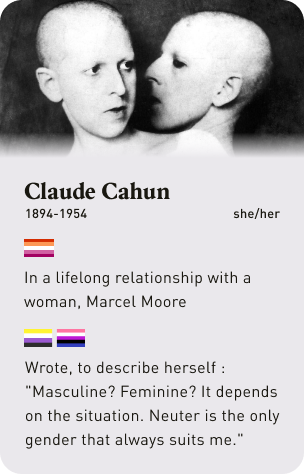 Claude Cahun
1894-1954 she/her
In a lifelong relationship with a
woman, Marcel Moore
Wrote, to describe herself :
"Masculine? Feminine? It depends
on the situation. Neuter is the only
gender that always suits me."